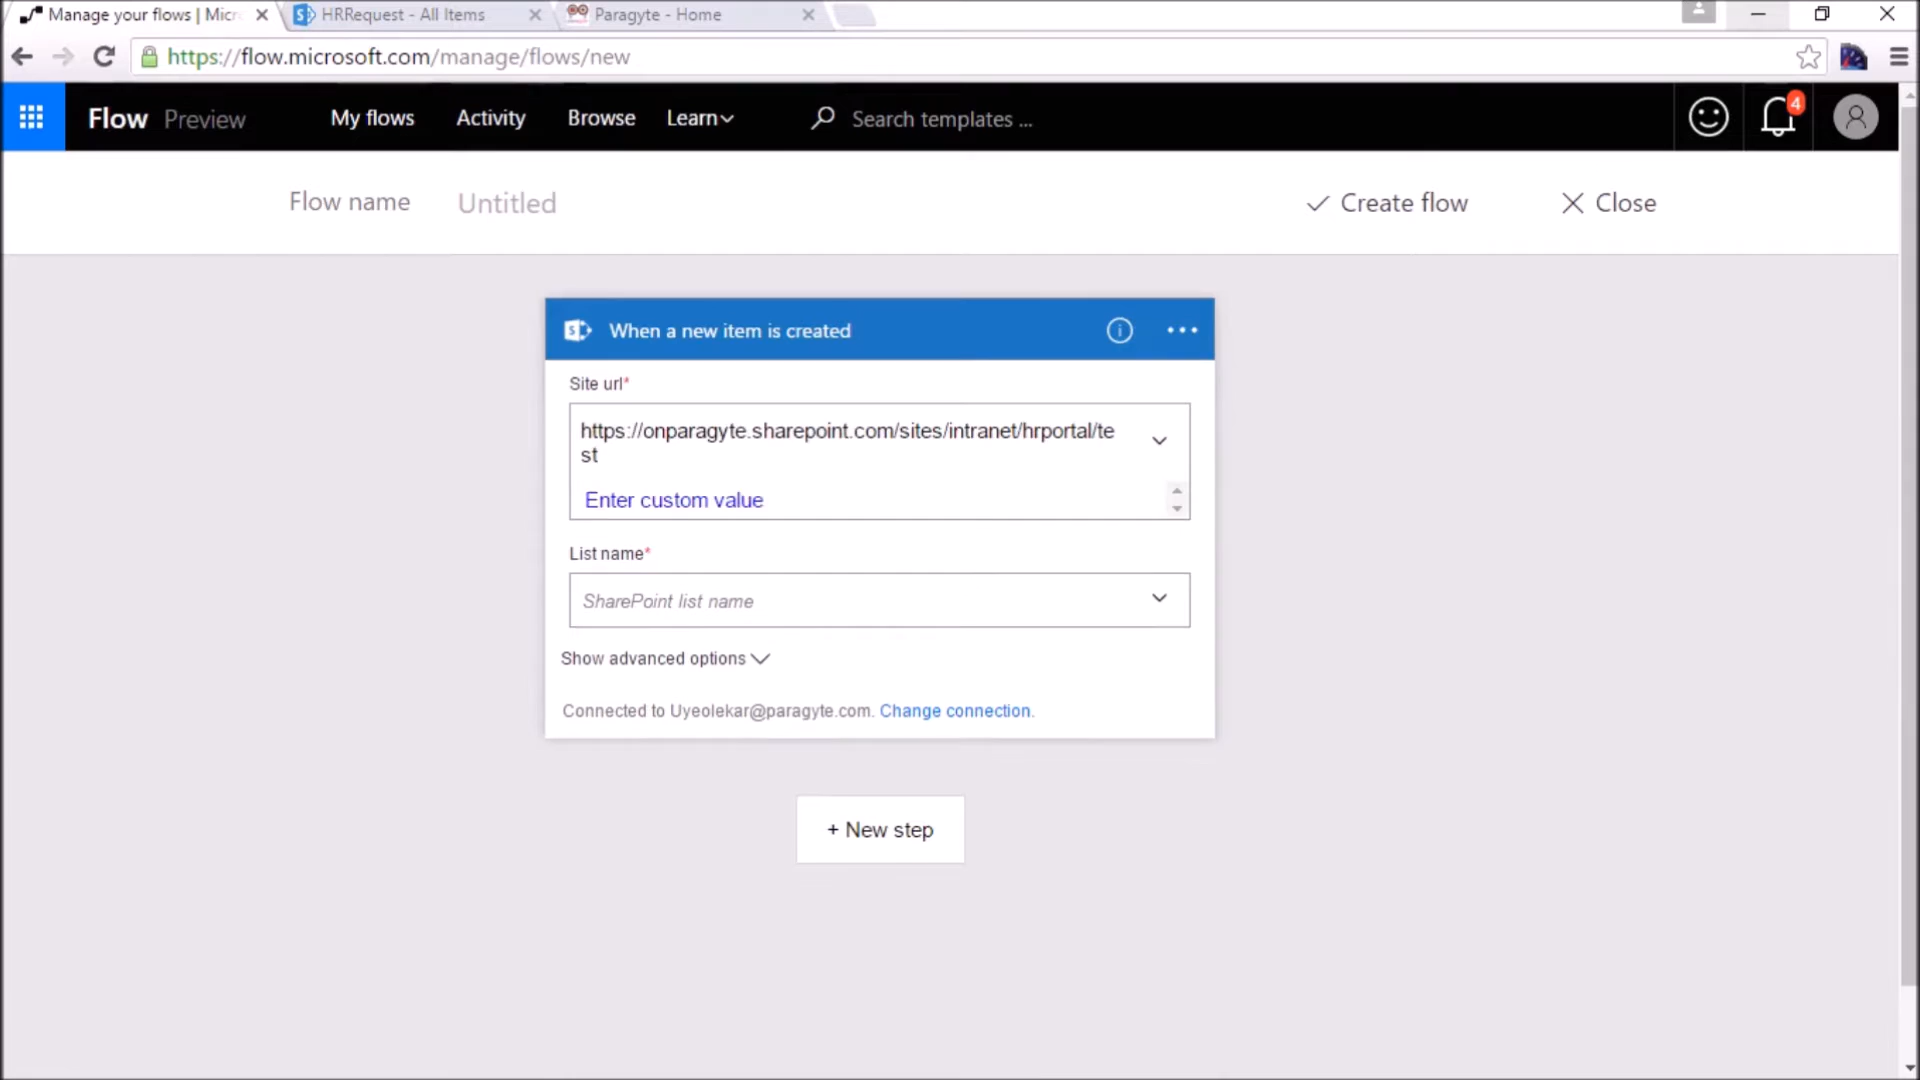 Manage your flows | Micr
HRRequest - All Items
Paragyte - Home
https://flow.microsoft.com/manage/flows/new
Flow Preview
My flows
Activity
Browse
Learn
Search templates ...
4
Flow name
Untitled
Create flow
Close
When a new item is created
Site url*
https://onparagyte.sharepoint.com/sites/intranet/hrportal/te
st
Enter custom value
List name*
SharePoint list name
Show advanced options
Connected to Uyeolekar@paragyte.com. Change connection.
+ New step